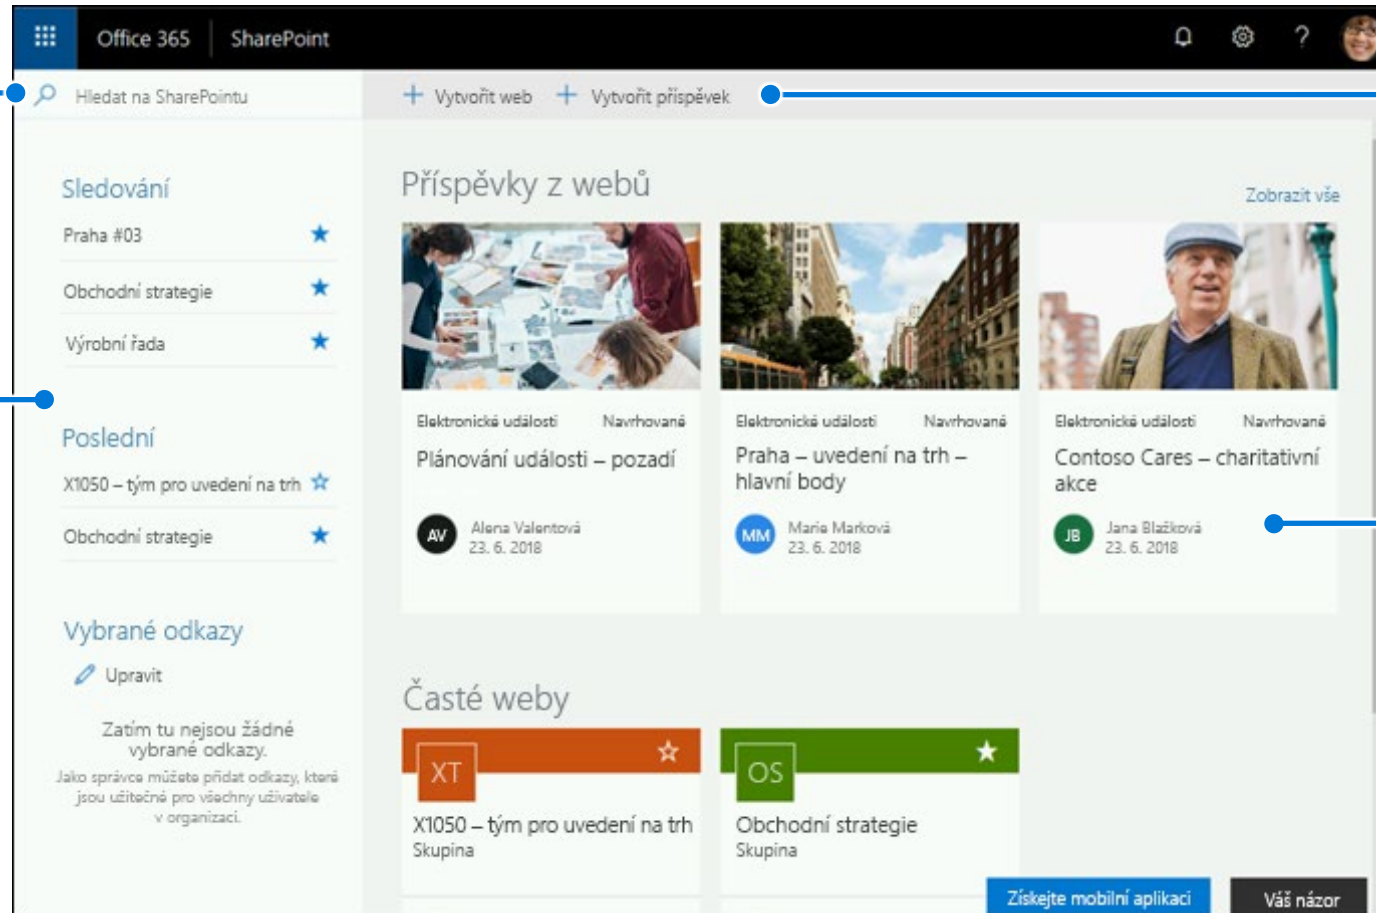 Office 365
SharePoint
Hledat na SharePointu
Vytvořit web
Vytvořit příspěvek
Sledování
Praha #03
Obchodní strategie
Výrobní řada
Poslední
X1050 – tým pro uvedení na trh
Obchodní strategie
Vybrané odkazy
Upravit
Zatím tu nejsou žádné
vybrané odkazy.
Jako správce můžete přidat odkazy, které
jsou užitečné pro všechny uživatele
v organizaci.
Příspěvky z webů
Zobrazit vše
Elektronické události Navrhované
Plánování události – pozadí
AV
Alena Valentová
23. 6. 2018
Elektronické události Navrhované
Praha – uvedení na trh –
hlavní body
MM
Marie Marková
23. 6. 2018
Elektronické události Navrhované
Contoso Cares – charitativní
akce
JB
Jana Blažková
23. 6. 2018
Časté weby
XT
X1050 – tým pro uvedení na trh
Skupina
OS
Obchodní strategie
Skupina
Získejte mobilní aplikaci
Váš názor